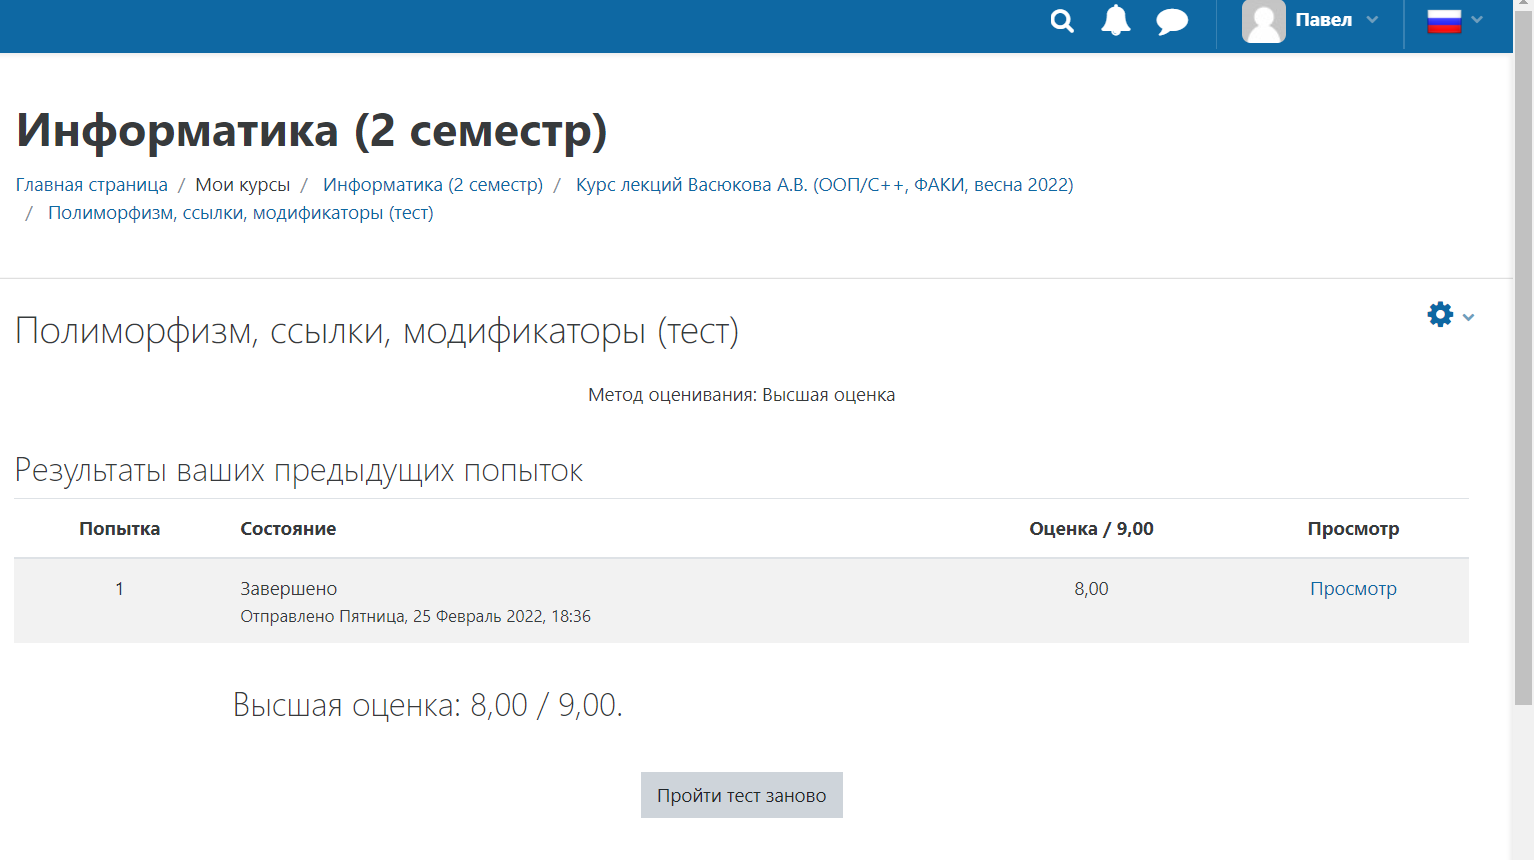 Павел
Информатика (2 семестр)
Главная страница / Мои курсы / Информатика (2 семестр) / Курс лекций Васюкова А.В. (ООП/C++, ФАКИ, весна 2022)
/ Полиморфизм, ссылки, модификаторы (тест)
Полиморфизм, ссылки, модификаторы (тест)
Метод оценивания: Высшая оценка
Результаты ваших предыдущих попыток
Попытка Состояние Оценка / 9,00 Просмотр
1 Завершено 8,00 Просмотр
Отправлено Пятница, 25 Февраль 2022, 18:36
Высшая оценка: 8,00 / 9,00.
Пройти тест заново